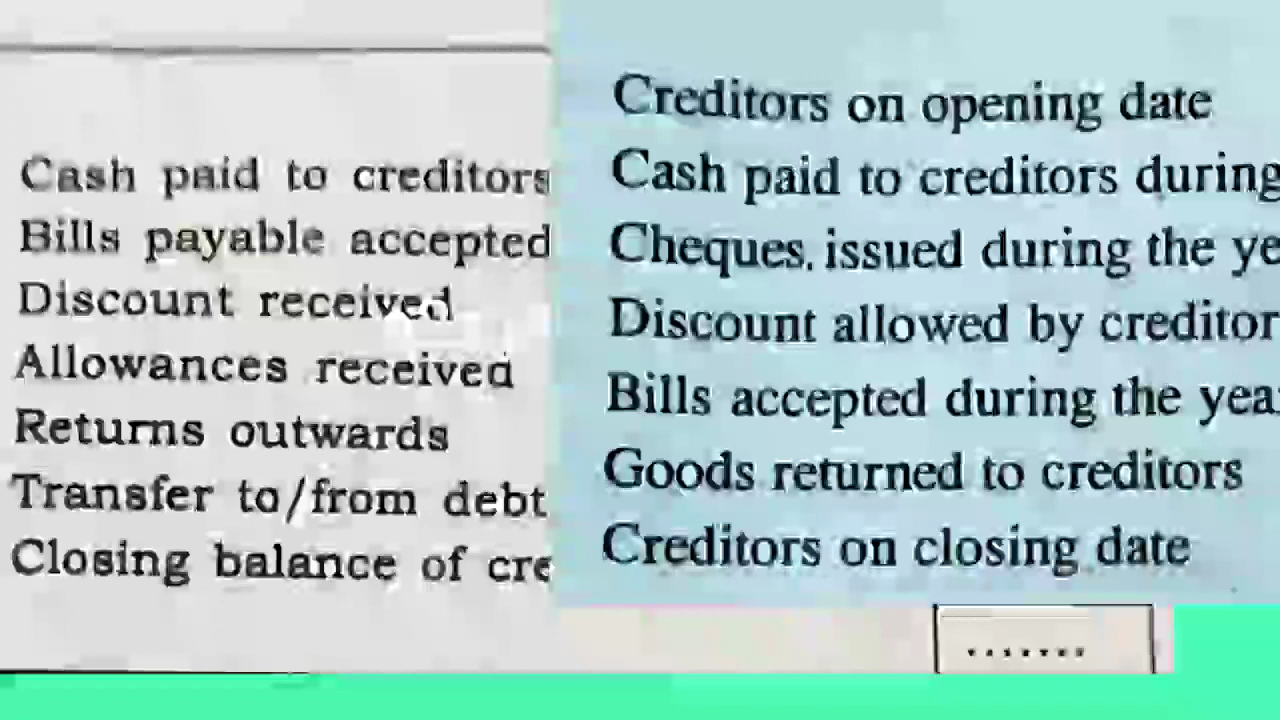 Cash paid to creditors
Bills payable accepted
Discount received
Allowances received
Returns outwards
Transfer to/from debt
Closing balance of cre
Creditors on opening date
Cash paid to creditors during
Cheques, issued during the ye
Discount allowed by creditor
Bills accepted during the yea
Goods returned to creditors
Creditors on closing date
.......